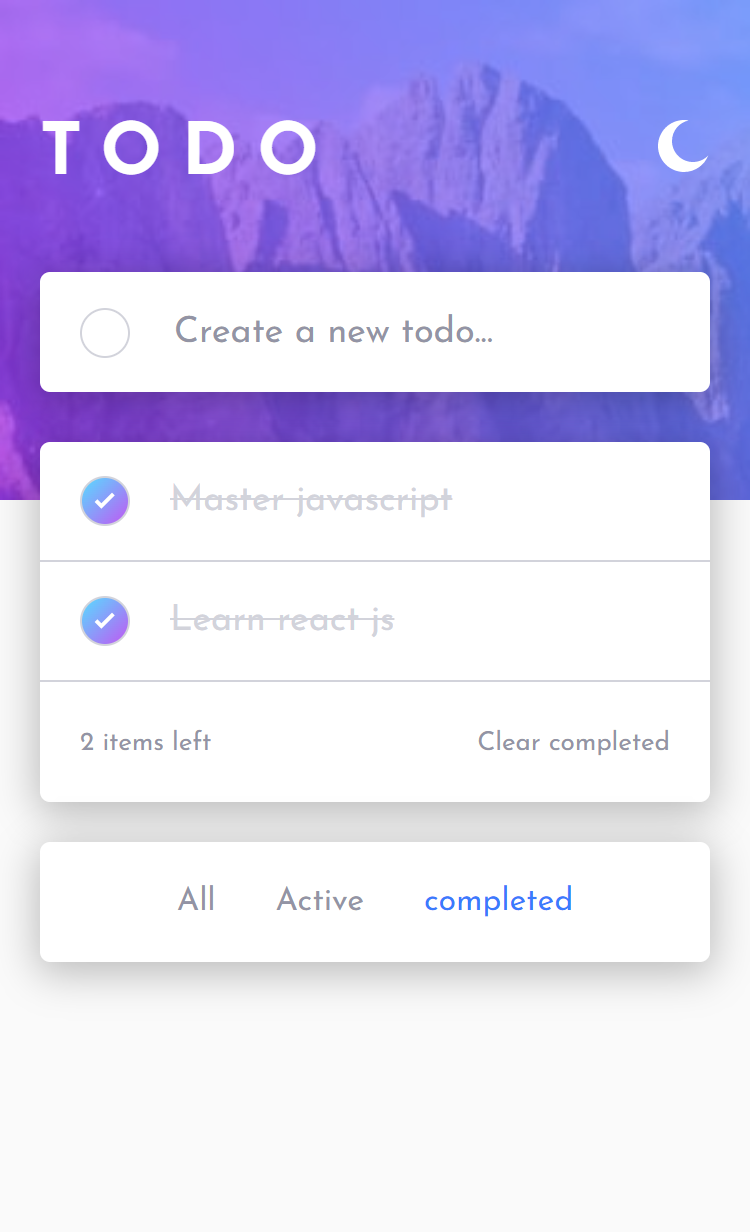 TODO
Create a new todo...
Master javascript
Learn react js
2 items left Clear completed
All Active completed